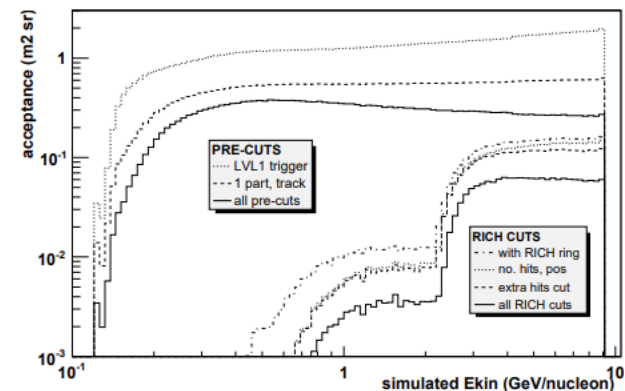 acceptance (m2 sr)
1
10-1
10-2
10-3
PRE-CUTS
LVL1 trigger
1 part, track
all pre-cuts
RICH CUTS
with RICH ring
no. hits, pos
extra hits cut
all RICH cuts
10-1
1
10
simulated Ekin (GeV/nucleon)